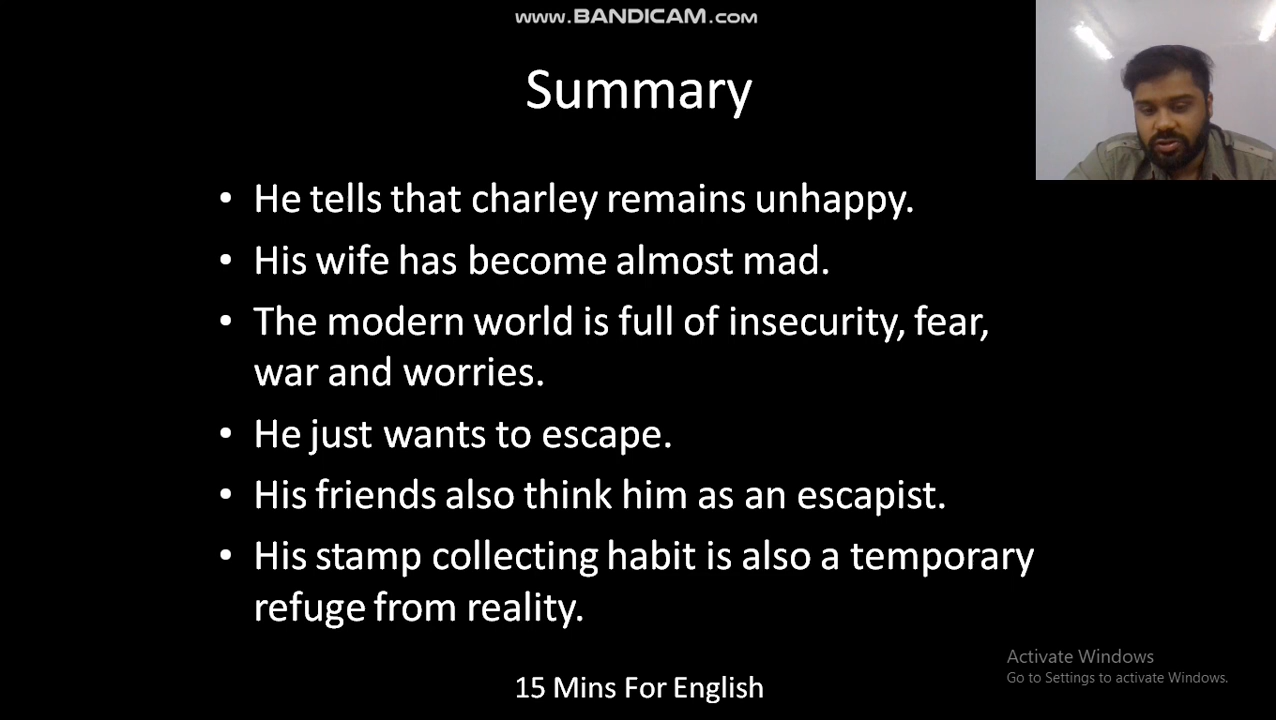 www.BANDICAM.com
Summary
• He tells that charley remains unhappy.
• His wife has become almost mad.
• The modern world is full of insecurity, fear,
war and worries.
• He just wants to escape.
• His friends also think him as an escapist.
• His stamp collecting habit is also a temporary
refuge from reality.
Activate Windows
Go to Settings to activate Windows.
15 Mins For English